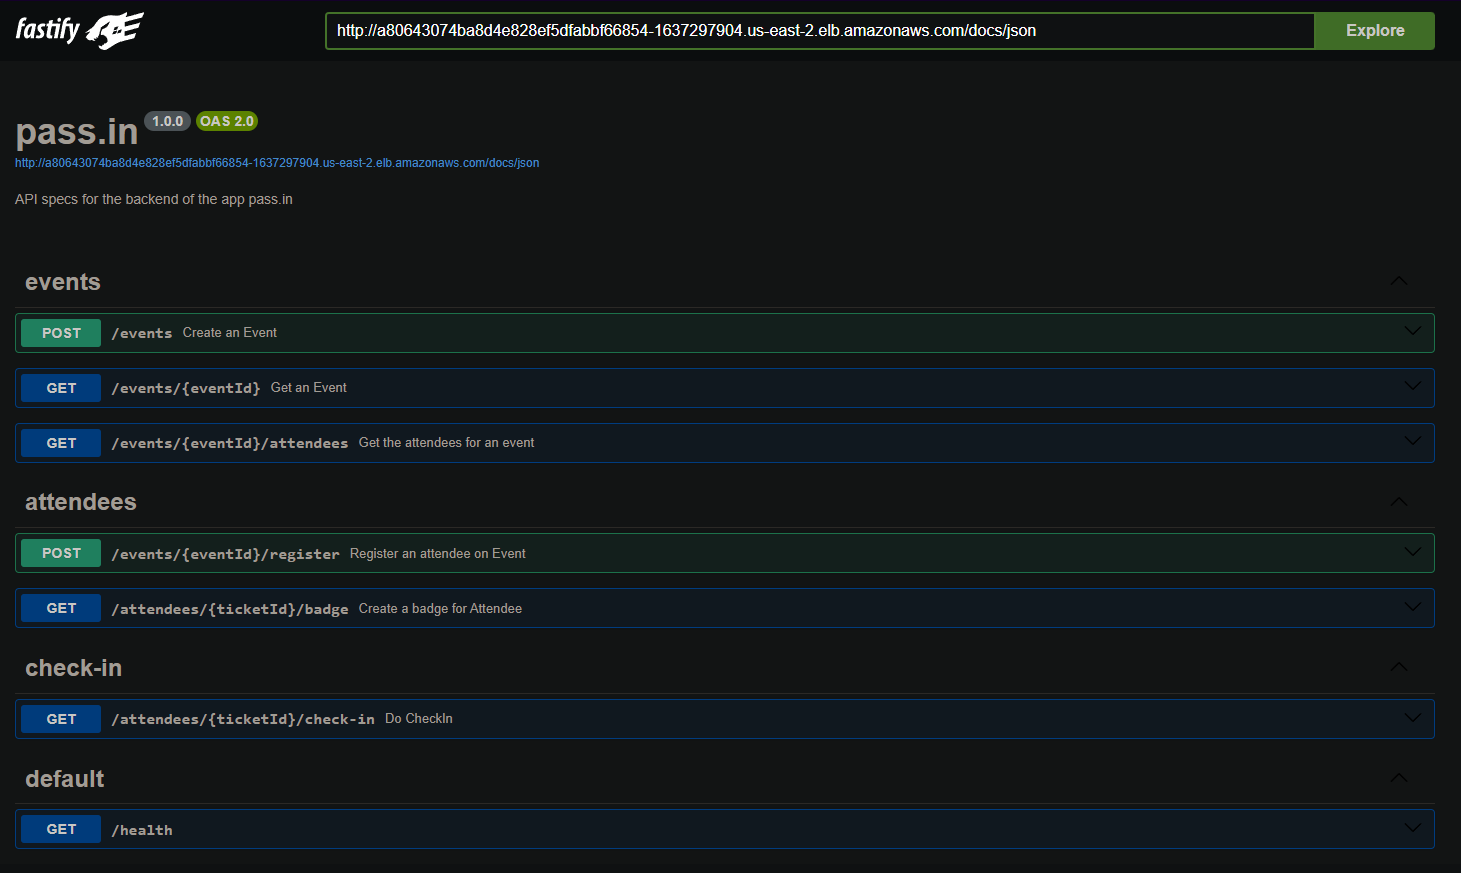 fastify
http://a80643074ba8d4e828ef5dfabbf66854-1637297904.us-east-2.elb.amazonaws.com/docs/json Explore
pass.in 1.0.0 OAS 2.0
http://a80643074ba8d4e828ef5dfabbf66854-1637297904.us-east-2.elb.amazonaws.com/docs/json
API specs for the backend of the app pass.in
events
POST /events Create an Event
GET /events/{eventId} Get an Event
GET /events/{eventId}/attendees Get the attendees for an event
attendees
POST /events/{eventId}/register Register an attendee on Event
GET /attendees/{ticketId}/badge Create a badge for Attendee
check-in
GET /attendees/{ticketId}/check-in Do CheckIn
default
GET /health